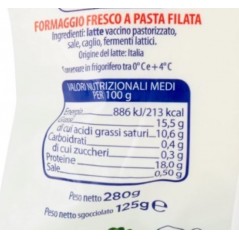 FORMAGGIO FRESCO A PASTA FILATA
Ingredienti: latte vaccino pastorizzato,
sale, caglio, fermenti lattici.
Origine del latte: Italia
Conservare in frigorifero tra 0°C e +4°C
VALORI NUTRIZIONALI MEDI
PER 100 g
Energia 886 kJ/213 kcal
15,5 g
di cui acidi grassi saturi 10,6 g
Carboidrati 0,4 g
di cui zuccheri 0,3 g
Proteine 18,0 g
Sale 0,50 g
Peso netto 280g
Peso netto sgocciolato 125g e